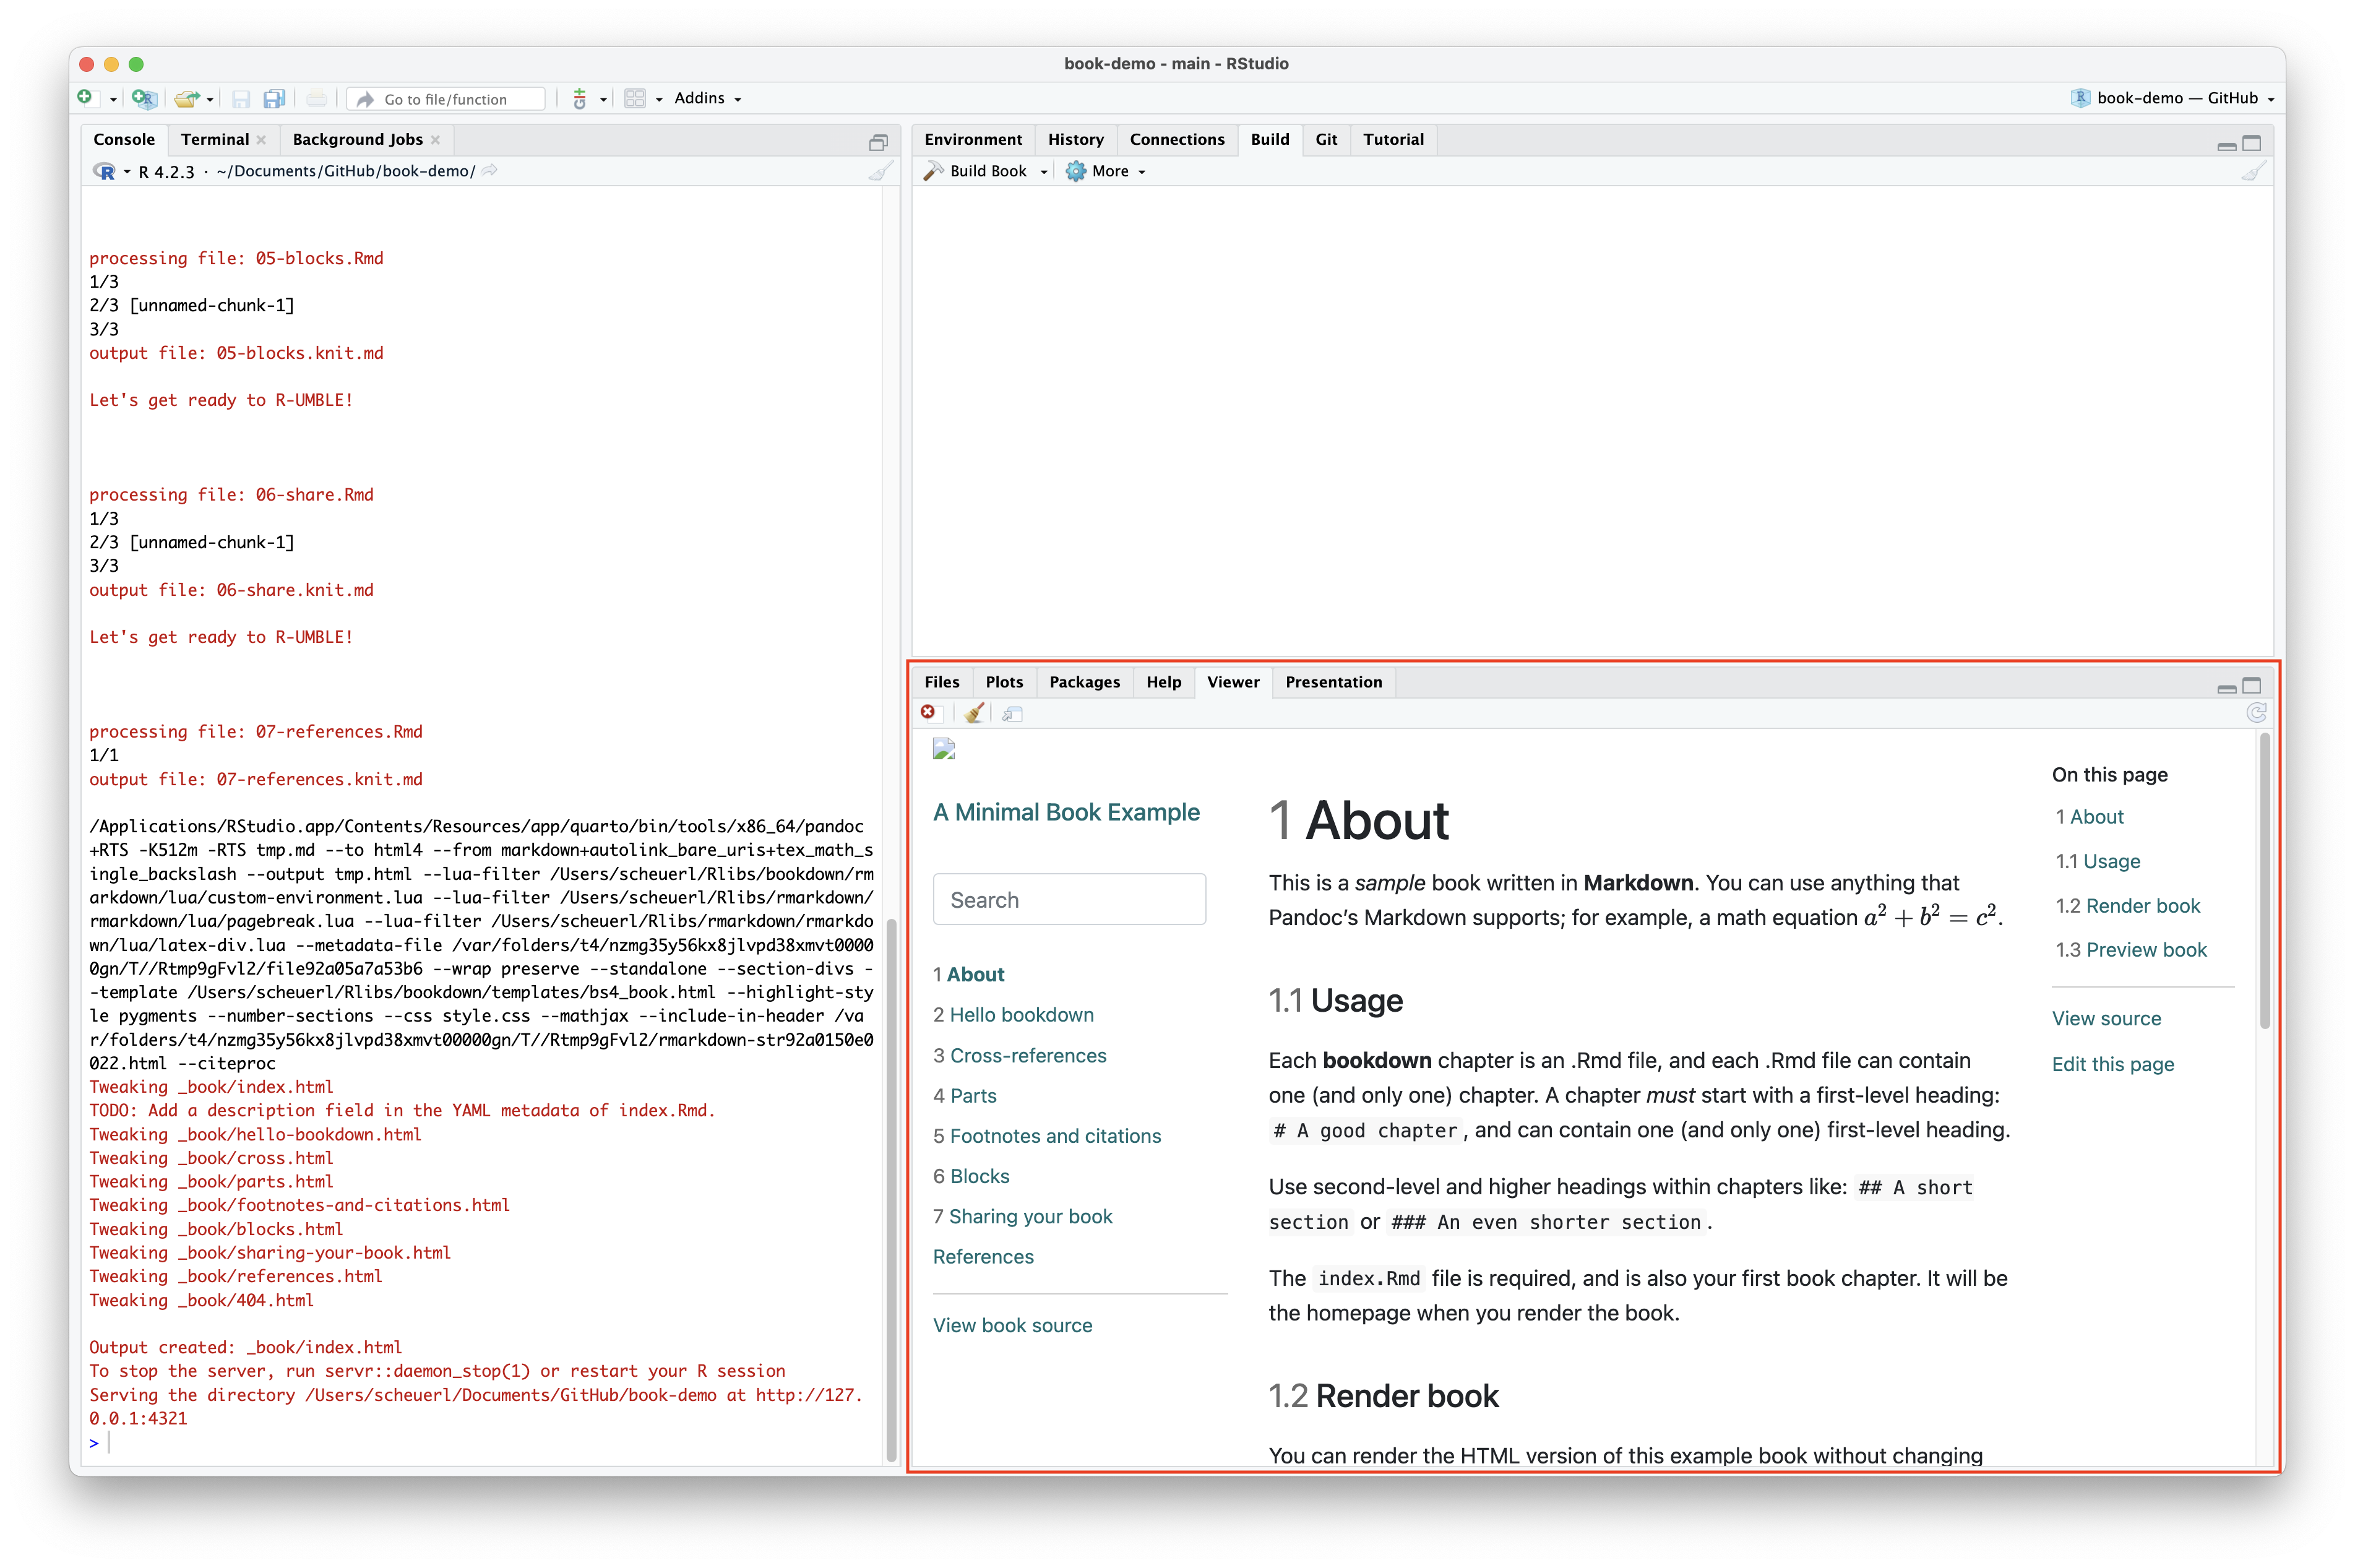 book-demo - main - RStudio
Go to file/function
Addins
book-demo — GitHub
Console
Terminal
Background Jobs
R 4.2.3 · ~/Documents/GitHub/book-demo/
processing file: 05-blocks.Rmd
1/3
2/3 [unnamed-chunk-1]
3/3
output file: 05-blocks.knit.md
Let's get ready to R-UMBLE!
processing file: 06-share.Rmd
1/3
2/3 [unnamed-chunk-1]
3/3
output file: 06-share.knit.md
Let's get ready to R-UMBLE!
processing file: 07-references.Rmd
1/1
output file: 07-references.knit.md
/Applications/RStudio.app/Contents/Resources/app/quarto/bin/tools/x86_64/pandoc
+RTS -K512m -RTS tmp.md --to html4 --from markdown+autolink_bare_uris+tex_math_s
ingle_backslash --output tmp.html --lua-filter /Users/scheuerl/Rlibs/bookdown/rm
arkdown/lua/custom-environment.lua --lua-filter /Users/scheuerl/Rlibs/rmarkdown/
rmarkdown/lua/pagebreak.lua --lua-filter /Users/scheuerl/Rlibs/rmarkdown/rmarkdo
wn/lua/latex-div.lua --metadata-file /var/folders/t4/nzmg35y56kx8jlvpd38xmvt0000
0gn/T//Rtmp9gFvl2/file92a05a7a53b6 --wrap preserve --standalone --section-divs -
-template /Users/scheuerl/Rlibs/bookdown/templates/bs4_book.html --highlight-sty
le pygments --number-sections --css style.css --mathjax --include-in-header /va
r/folders/t4/nzmg35y56kx8jlvpd38xmvt00000gn/T//Rtmp9gFvl2/rmarkdown-str92a0150e0
022.html --citeproc
Tweaking _book/index.html
TODO: Add a description field in the YAML metadata of index.Rmd.
Tweaking _book/hello-bookdown.html
Tweaking _book/cross.html
Tweaking _book/parts.html
Tweaking _book/footnotes-and-citations.html
Tweaking _book/blocks.html
Tweaking _book/sharing-your-book.html
Tweaking _book/references.html
Tweaking _book/404.html
Output created: _book/index.html
To stop the server, run servr::daemon_stop(1) or restart your R session
Serving the directory /Users/scheuerl/Documents/GitHub/book-demo at http://127.
0.0.1:4321
>
Environment
History
Connections
Build
Git
Tutorial
Build Book
More
Files
Plots
Packages
Help
Viewer
Presentation
A Minimal Book Example
Search
1 About
2 Hello bookdown
3 Cross-references
4 Parts
5 Footnotes and citations
6 Blocks
7 Sharing your book
References
View book source
1 About
This is a sample book written in Markdown. You can use anything that
Pandoc’s Markdown supports; for example, a math equation a² + b² = c².
1.1 Usage
Each bookdown chapter is an .Rmd file, and each .Rmd file can contain
one (and only one) chapter. A chapter must start with a first-level heading:
# A good chapter, and can contain one (and only one) first-level heading.
Use second-level and higher headings within chapters like: ## A short
section or ### An even shorter section.
The index.Rmd file is required, and is also your first book chapter. It will be
the homepage when you render the book.
1.2 Render book
You can render the HTML version of this example book without changing
On this page
1 About
1.1 Usage
1.2 Render book
1.3 Preview book
View source
Edit this page